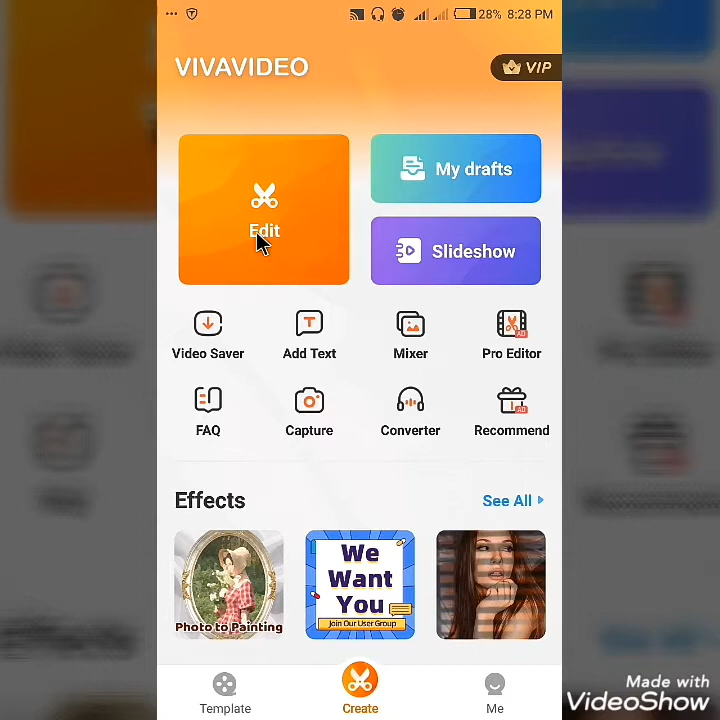 28% 8:28 PM
VIVAVIDEO
VIP
Edit
My drafts
Slideshow
Video Saver
Add Text
Mixer
AD
Pro Editor
FAQ
Capture
Converter
AD
Recommend
Effects
See All
Photo to Painting
We
Want
You
Join Our User Group
Template
Create
Me
Made with
VideoShow